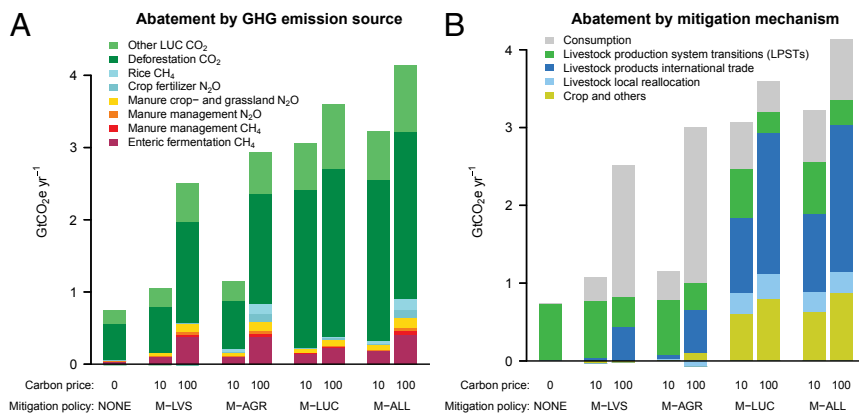 A
Abatement by GHG emission source
Other LUC CO2
Deforestation CO2
Rice CH4
Crop fertilizer N2O
Manure crop− and grassland N2O
Manure management N2O
Manure management CH4
Enteric fermentation CH4
GtCO2e yr−1
4
3
2
1
0
Carbon price: 0 10 100 10 100 10 100 10 100
Mitigation policy: NONE M−LVS M−AGR M−LUC M−ALL
B
Abatement by mitigation mechanism
Consumption
Livestock production system transitions (LPSTs)
Livestock products international trade
Livestock local reallocation
Crop and others
GtCO2e yr−1
4
3
2
1
0
Carbon price: 0 10 100 10 100 10 100 10 100
Mitigation policy: NONE M−LVS M−AGR M−LUC M−ALL